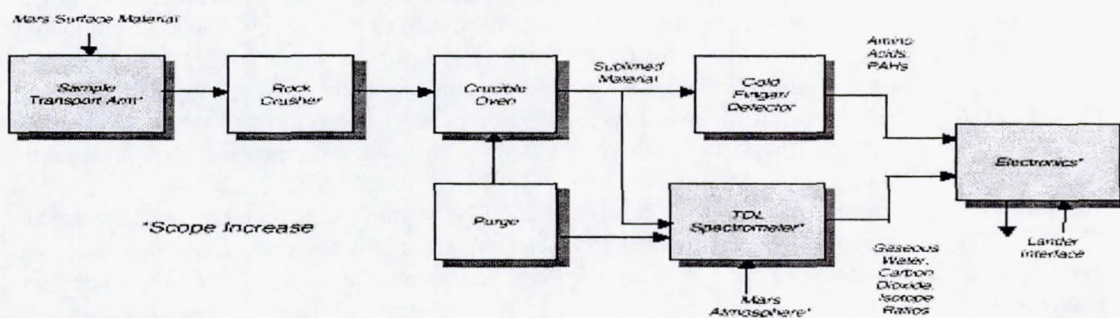 Mars Surface Material
Sample
Transport Arm*
Rock
Crusher
Crucible
Oven
Sublimed
Material
Cold
Finger/
Detector
Amino
Acids,
PAHs
Electronics*
Purge
TDL
Spectrometer*
*Scope Increase
Mars
Atmosphere*
Gaseous
Water,
Carbon
Dioxide,
Isotope
Ratios
Lander
Interface